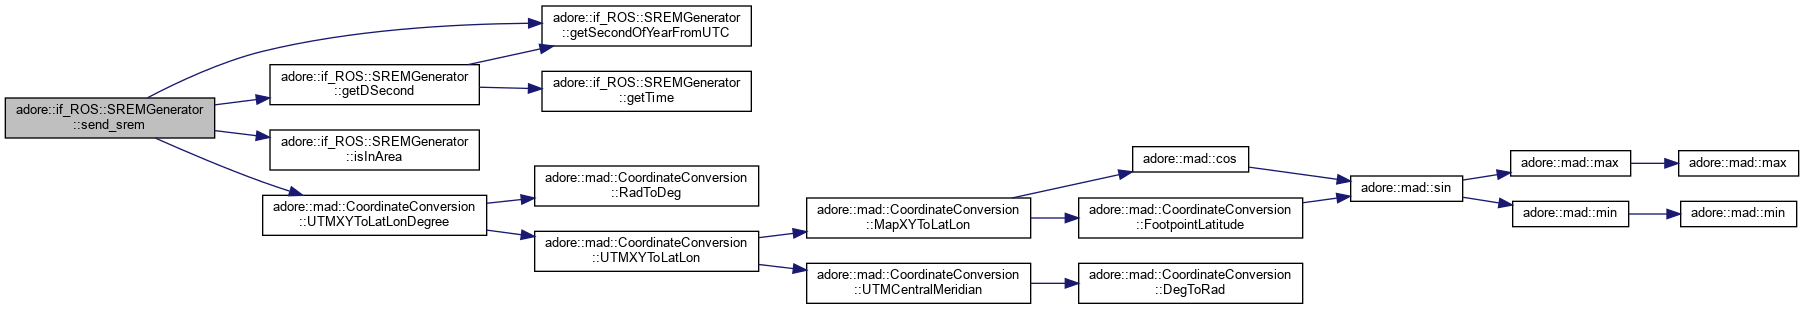 adore::if_ROS::SREMGenerator
::send_srem
adore::if_ROS::SREMGenerator
::getSecondOfYearFromUTC
adore::if_ROS::SREMGenerator
::getDSecond
adore::if_ROS::SREMGenerator
::getTime
adore::if_ROS::SREMGenerator
::isInArea
adore::mad::CoordinateConversion
::UTMXYToLatLonDegree
adore::mad::CoordinateConversion
::RadToDeg
adore::mad::CoordinateConversion
::UTMXYToLatLon
adore::mad::CoordinateConversion
::MapXYToLatLon
adore::mad::CoordinateConversion
::UTMCentralMeridian
adore::mad::cos
adore::mad::CoordinateConversion
::FootpointLatitude
adore::mad::CoordinateConversion
::DegToRad
adore::mad::sin
adore::mad::max
adore::mad::max
adore::mad::min
adore::mad::min